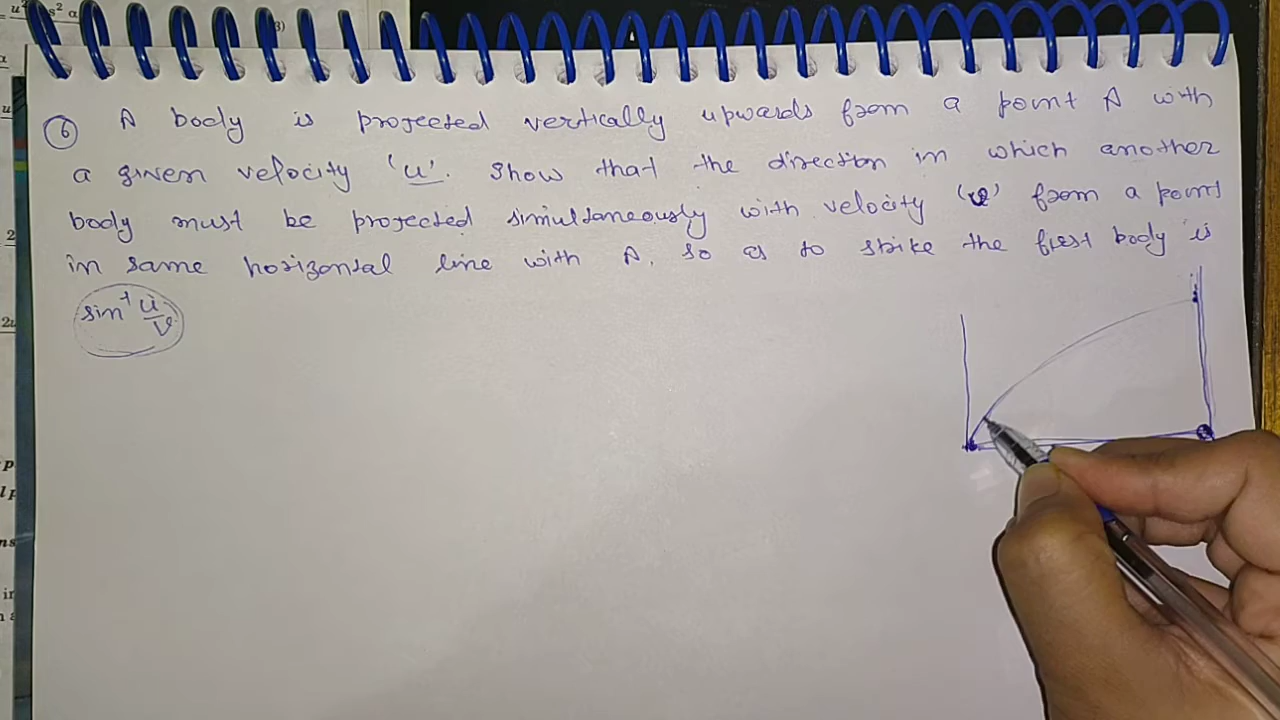 6 A body is projected vertically upwards from a point A with
a given velocity 'u'. Show that the direction in which another
body must be projected simultaneously with velocity 'v' from a point
in same horizontal line with A. so as to strike the first body is
sin⁻¹ u/v